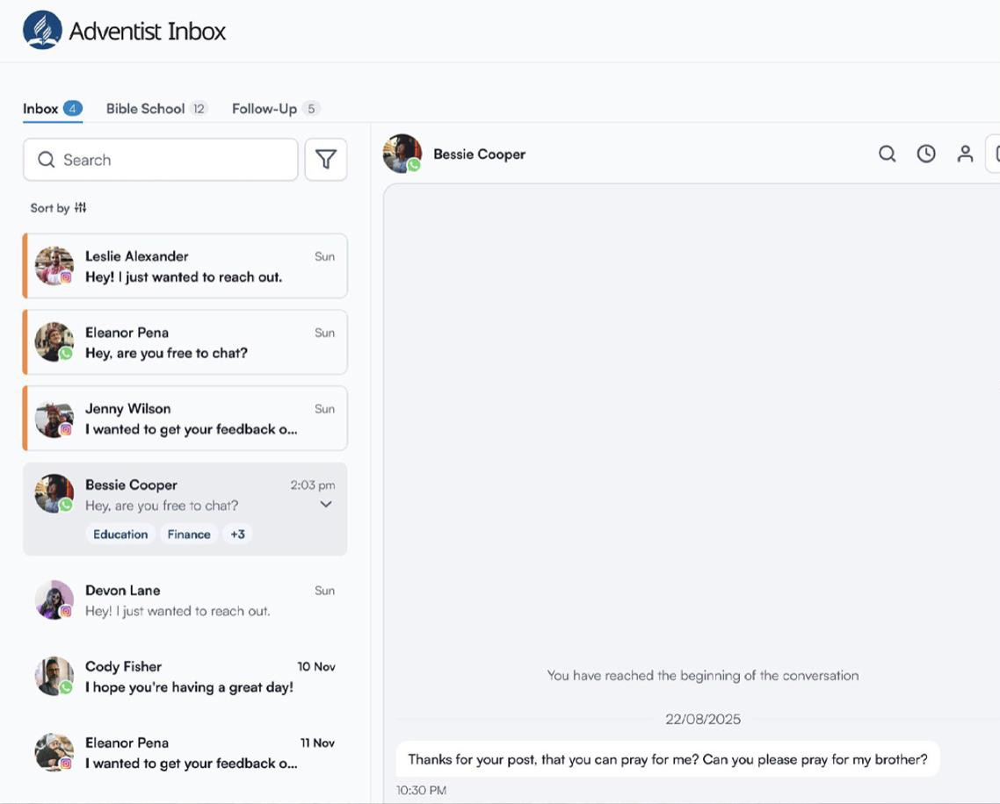 Adventist Inbox
Inbox 4 Bible School 12 Follow-Up 5
Search
Sort by
Leslie Alexander Sun
Hey! I just wanted to reach out.
Eleanor Pena Sun
Hey, are you free to chat?
Jenny Wilson Sun
I wanted to get your feedback o...
Bessie Cooper 2:03 pm
Hey, are you free to chat?
Education Finance +3
Devon Lane Sun
Hey! I just wanted to reach out.
Cody Fisher 10 Nov
I hope you're having a great day!
Eleanor Pena 11 Nov
I wanted to get your feedback o...
Bessie Cooper
You have reached the beginning of the conversation
22/08/2025
Thanks for your post, that you can pray for me? Can you please pray for my brother?
10:30 PM